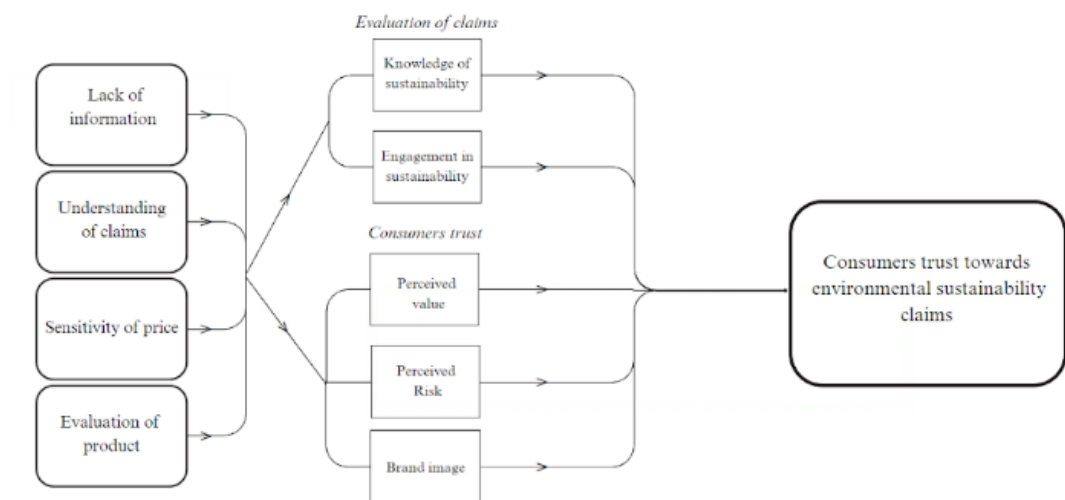 Evaluation of claims
Lack of
information
Understanding
of claims
Sensitivity of price
Evaluation of
product
Knowledge of
sustainability
Engagement in
sustainability
Consumers trust
Perceived
value
Perceived
Risk
Brand image
Consumers trust towards
environmental sustainability
claims